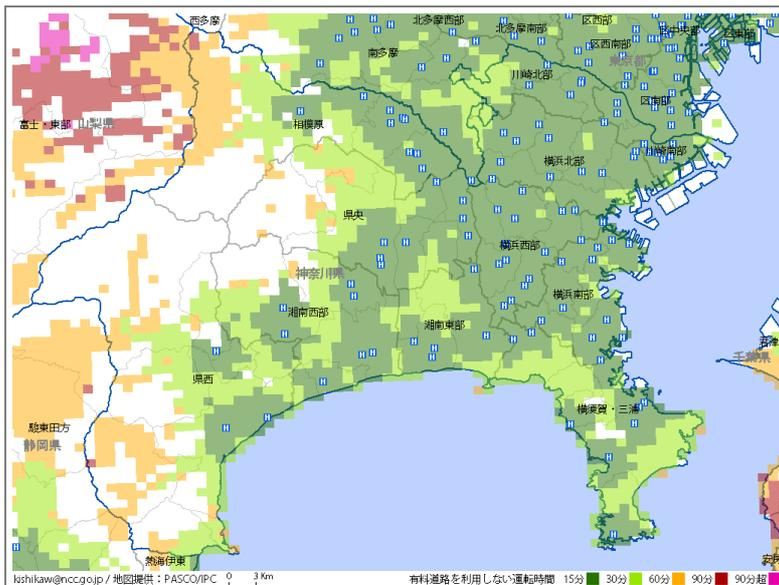 西多摩
北多摩西部
北多摩南部
区西部
区中央部
区東部
南多摩
区西南部
東京都
川崎北部
区南部
富士・東部 山梨県
相模原
川崎南部
横浜北部
県央
横浜西部
神奈川県
横浜南部
湘南西部
湘南東部
君津
千葉県
県西
横須賀・三浦
駿東田方
静岡県
熱海伊東
安房
kishikaw@ncc.go.jp / 地図提供：PASCO/IPC 0 3 Km 有料道路を利用しない運転時間 15分 30分 60分 90分 90分超